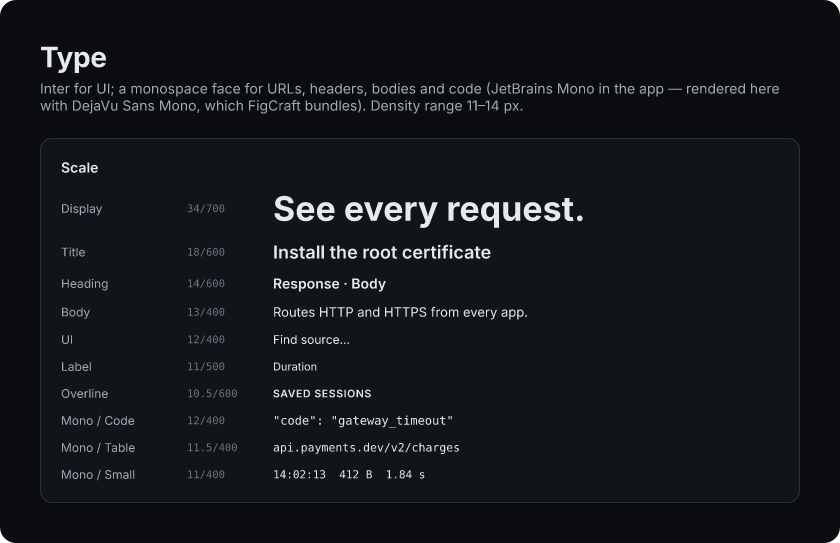 Type
Inter for UI; a monospace face for URLs, headers, bodies and code (JetBrains Mono in the app — rendered here
with DejaVu Sans Mono, which FigCraft bundles). Density range 11–14 px.
Scale
Display 34/700 See every request.
Title 18/600 Install the root certificate
Heading 14/600 Response · Body
Body 13/400 Routes HTTP and HTTPS from every app.
UI 12/400 Find source...
Label 11/500 Duration
Overline 10.5/600 SAVED SESSIONS
Mono / Code 12/400 "code": "gateway_timeout"
Mono / Table 11.5/400 api.payments.dev/v2/charges
Mono / Small 11/400 14:02:13  412 B  1.84 s